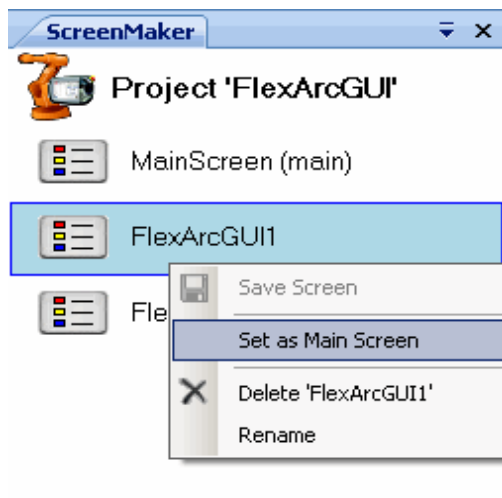 ScreenMaker
Project 'FlexArcGUI'
MainScreen (main)
FlexArcGUI1
Save Screen
Fle
Set as Main Screen
Delete 'FlexArcGUI1'
Rename